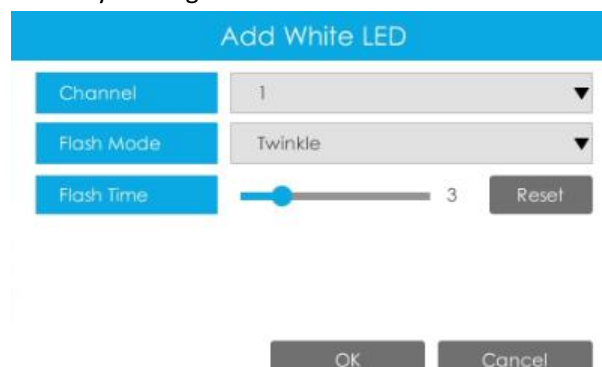 Add White LED
Channel 1
Flash Mode Twinkle
Flash Time 3 Reset
OK Cancel